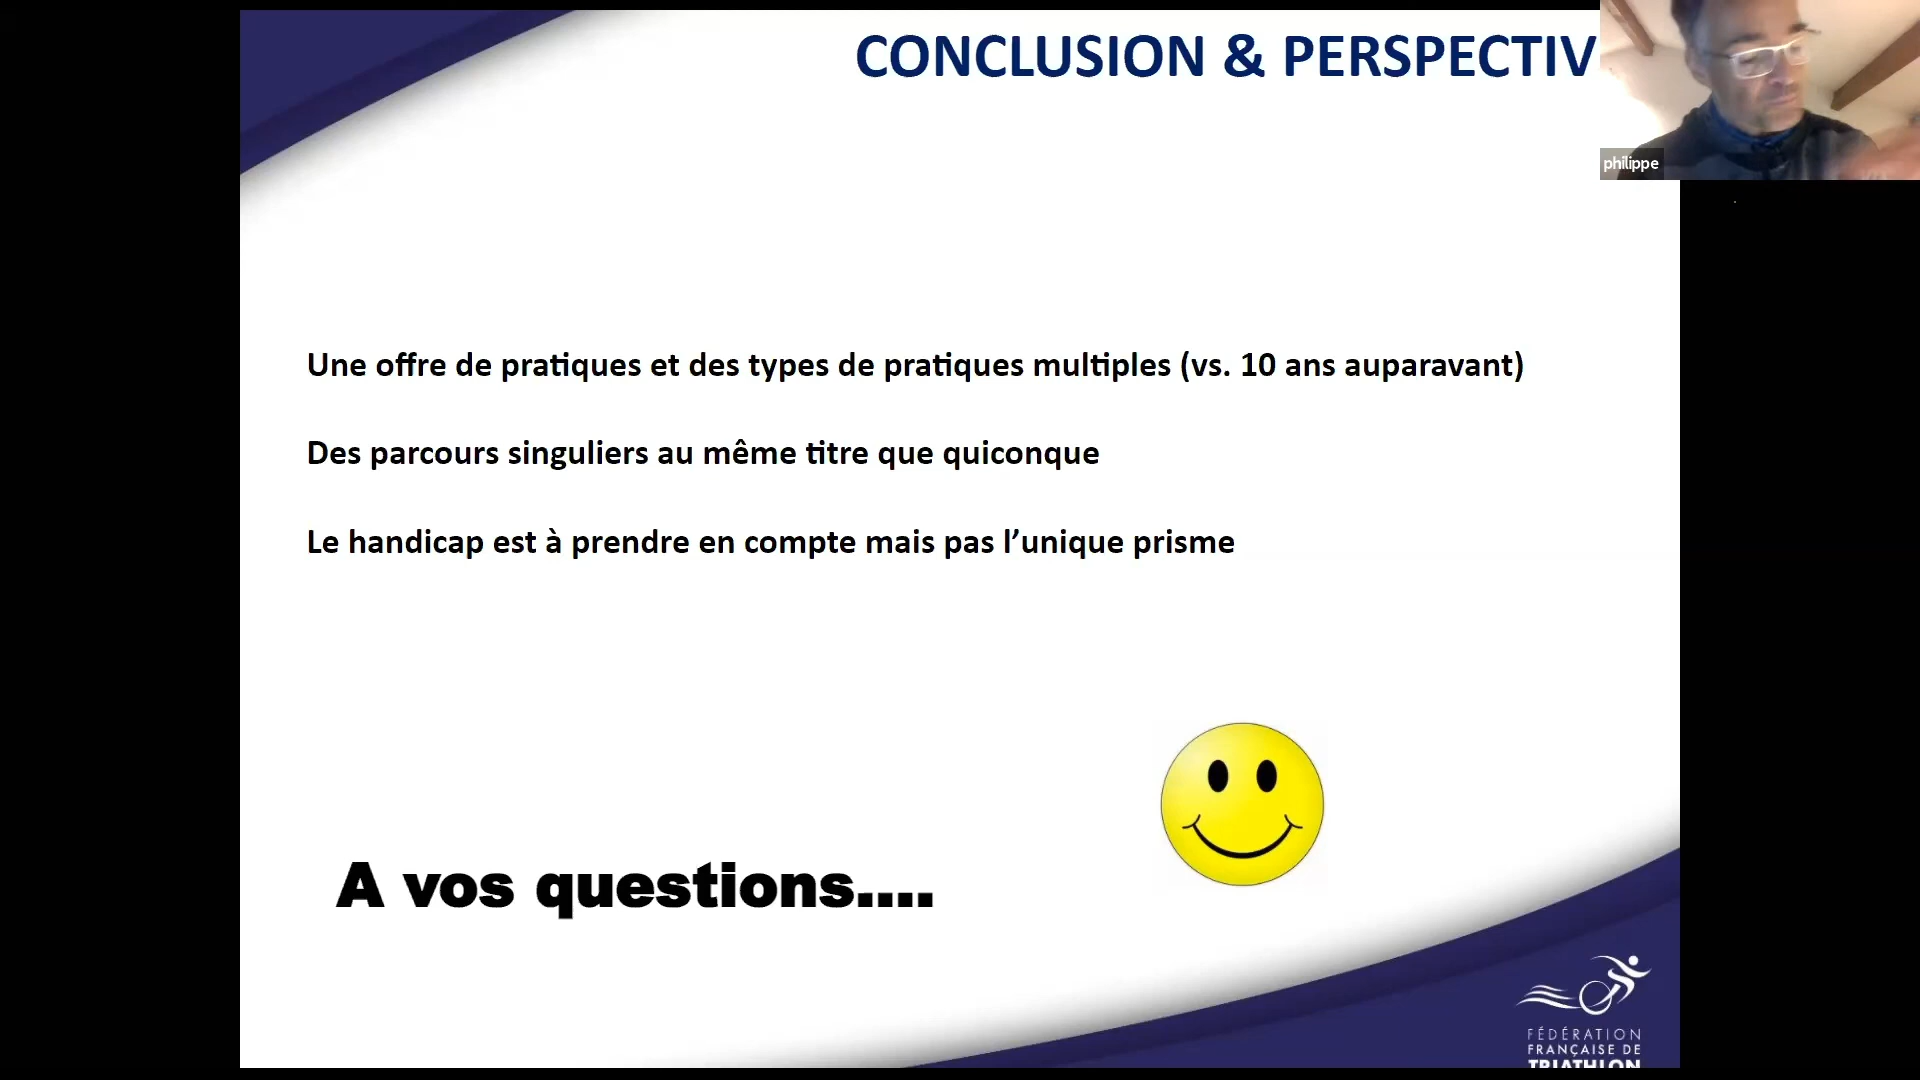 CONCLUSION & PERSPECTIV
philippe
Une offre de pratiques et des types de pratiques multiples (vs. 10 ans auparavant)
Des parcours singuliers au même titre que quiconque
Le handicap est à prendre en compte mais pas l’unique prisme
A vos questions....
FÉDÉRATION
FRANÇAISE DE
TRIATHLON